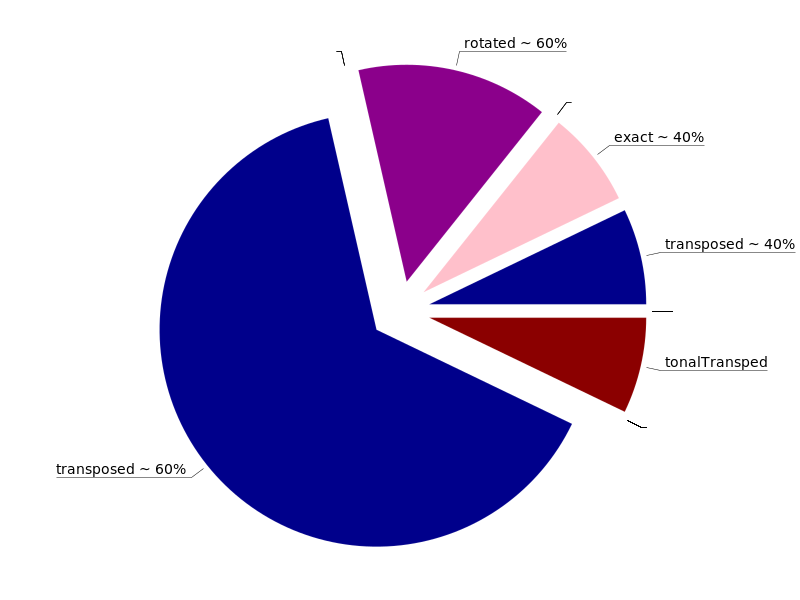 rotated ~ 60%
exact ~ 40%
transposed ~ 40%
tonalTransped
transposed ~ 60%